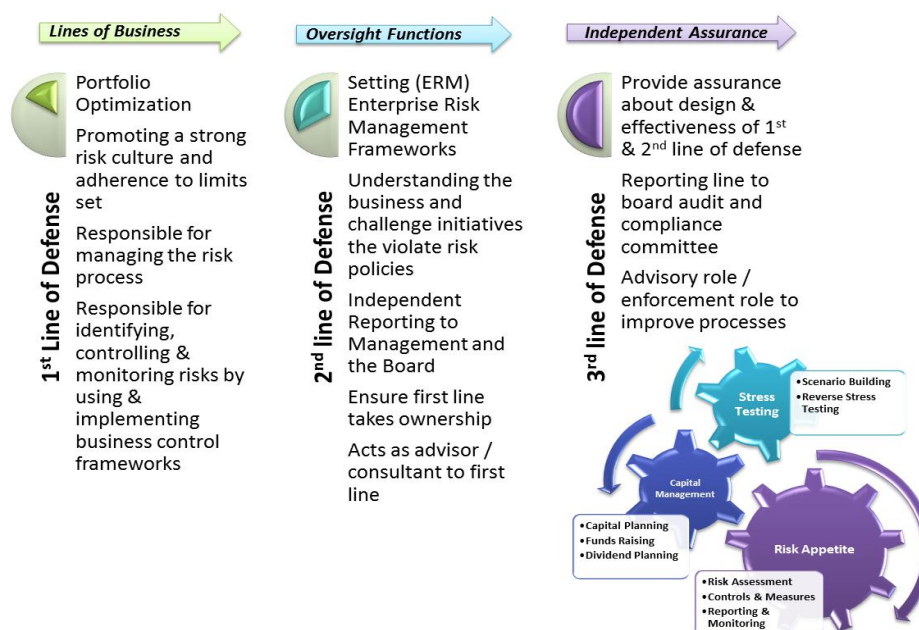 Lines of Business
Oversight Functions
Independent Assurance
1st Line of Defense
Portfolio
Optimization
Promoting a strong
risk culture and
adherence to limits
set
Responsible for
managing the risk
process
Responsible for
identifying,
controlling &
monitoring risks by
using &
implementing
business control
frameworks
2nd line of Defense
Setting (ERM)
Enterprise Risk
Management
Frameworks
Understanding the
business and
challenge initiatives
the violate risk
policies
Independent
Reporting to
Management and
the Board
Ensure first line
takes ownership
Acts as advisor /
consultant to first
line
3rd line of Defense
Provide assurance
about design &
effectiveness of 1st
& 2nd line of defense
Reporting line to
board audit and
compliance
committee
Advisory role /
enforcement role to
improve processes
Stress
Testing
•Scenario Building
•Reverse Stress
Testing
Capital
Management
•Capital Planning
•Funds Raising
•Dividend Planning
Risk Appetite
•Risk Assessment
•Controls & Measures
•Reporting &
Monitoring